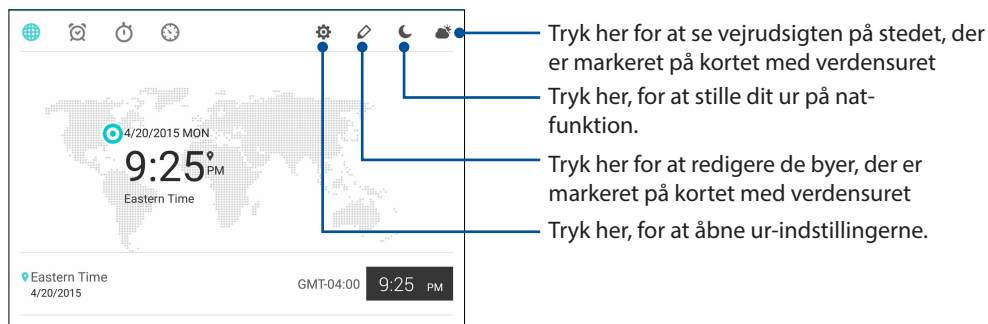 Tryk her for at se vejrudsigten på stedet, der
er markeret på kortet med verdensuret
Tryk her, for at stille dit ur på nat-
funktion.
Tryk her for at redigere de byer, der er
markeret på kortet med verdensuret
Tryk her, for at åbne ur-indstillingerne.
4/20/2015 MON
9:25 PM
Eastern Time
Eastern Time
4/20/2015
GMT-04:00
9:25 PM